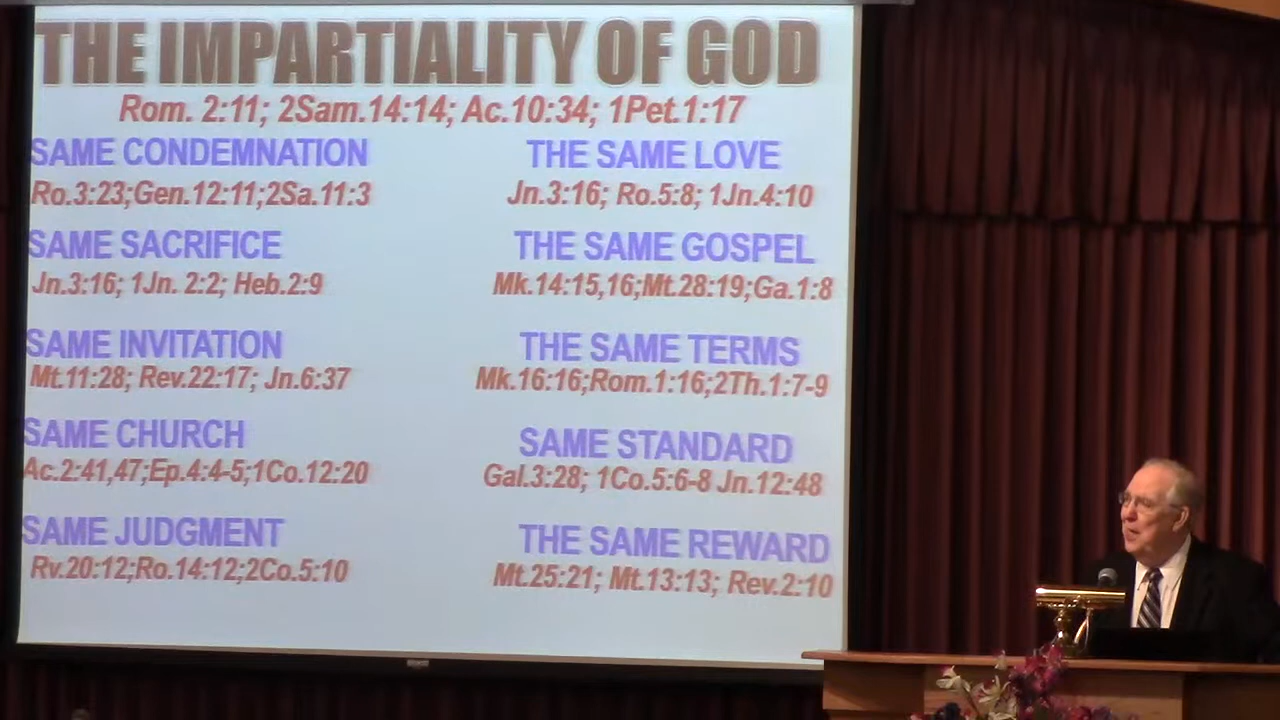 THE IMPARTIALITY OF GOD
Rom. 2:11; 2Sam.14:14; Ac.10:34; 1Pet.1:17
SAME CONDEMNATION
Ro.3:23;Gen.12:11;2Sa.11:3
SAME SACRIFICE
Jn.3:16; 1Jn. 2:2; Heb.2:9
SAME INVITATION
Mt.11:28; Rev.22:17; Jn.6:37
SAME CHURCH
Ac.2:41,47;Ep.4:4-5;1Co.12:20
SAME JUDGMENT
Rv.20:12;Ro.14:12;2Co.5:10
THE SAME LOVE
Jn.3:16; Ro.5:8; 1Jn.4:10
THE SAME GOSPEL
Mk.14:15,16;Mt.28:19;Ga.1:8
THE SAME TERMS
Mk.16:16;Rom.1:16;2Th.1:7-9
SAME STANDARD
Gal.3:28; 1Co.5:6-8 Jn.12:48
THE SAME REWARD
Mt.25:21; Mt.13:13; Rev.2:10